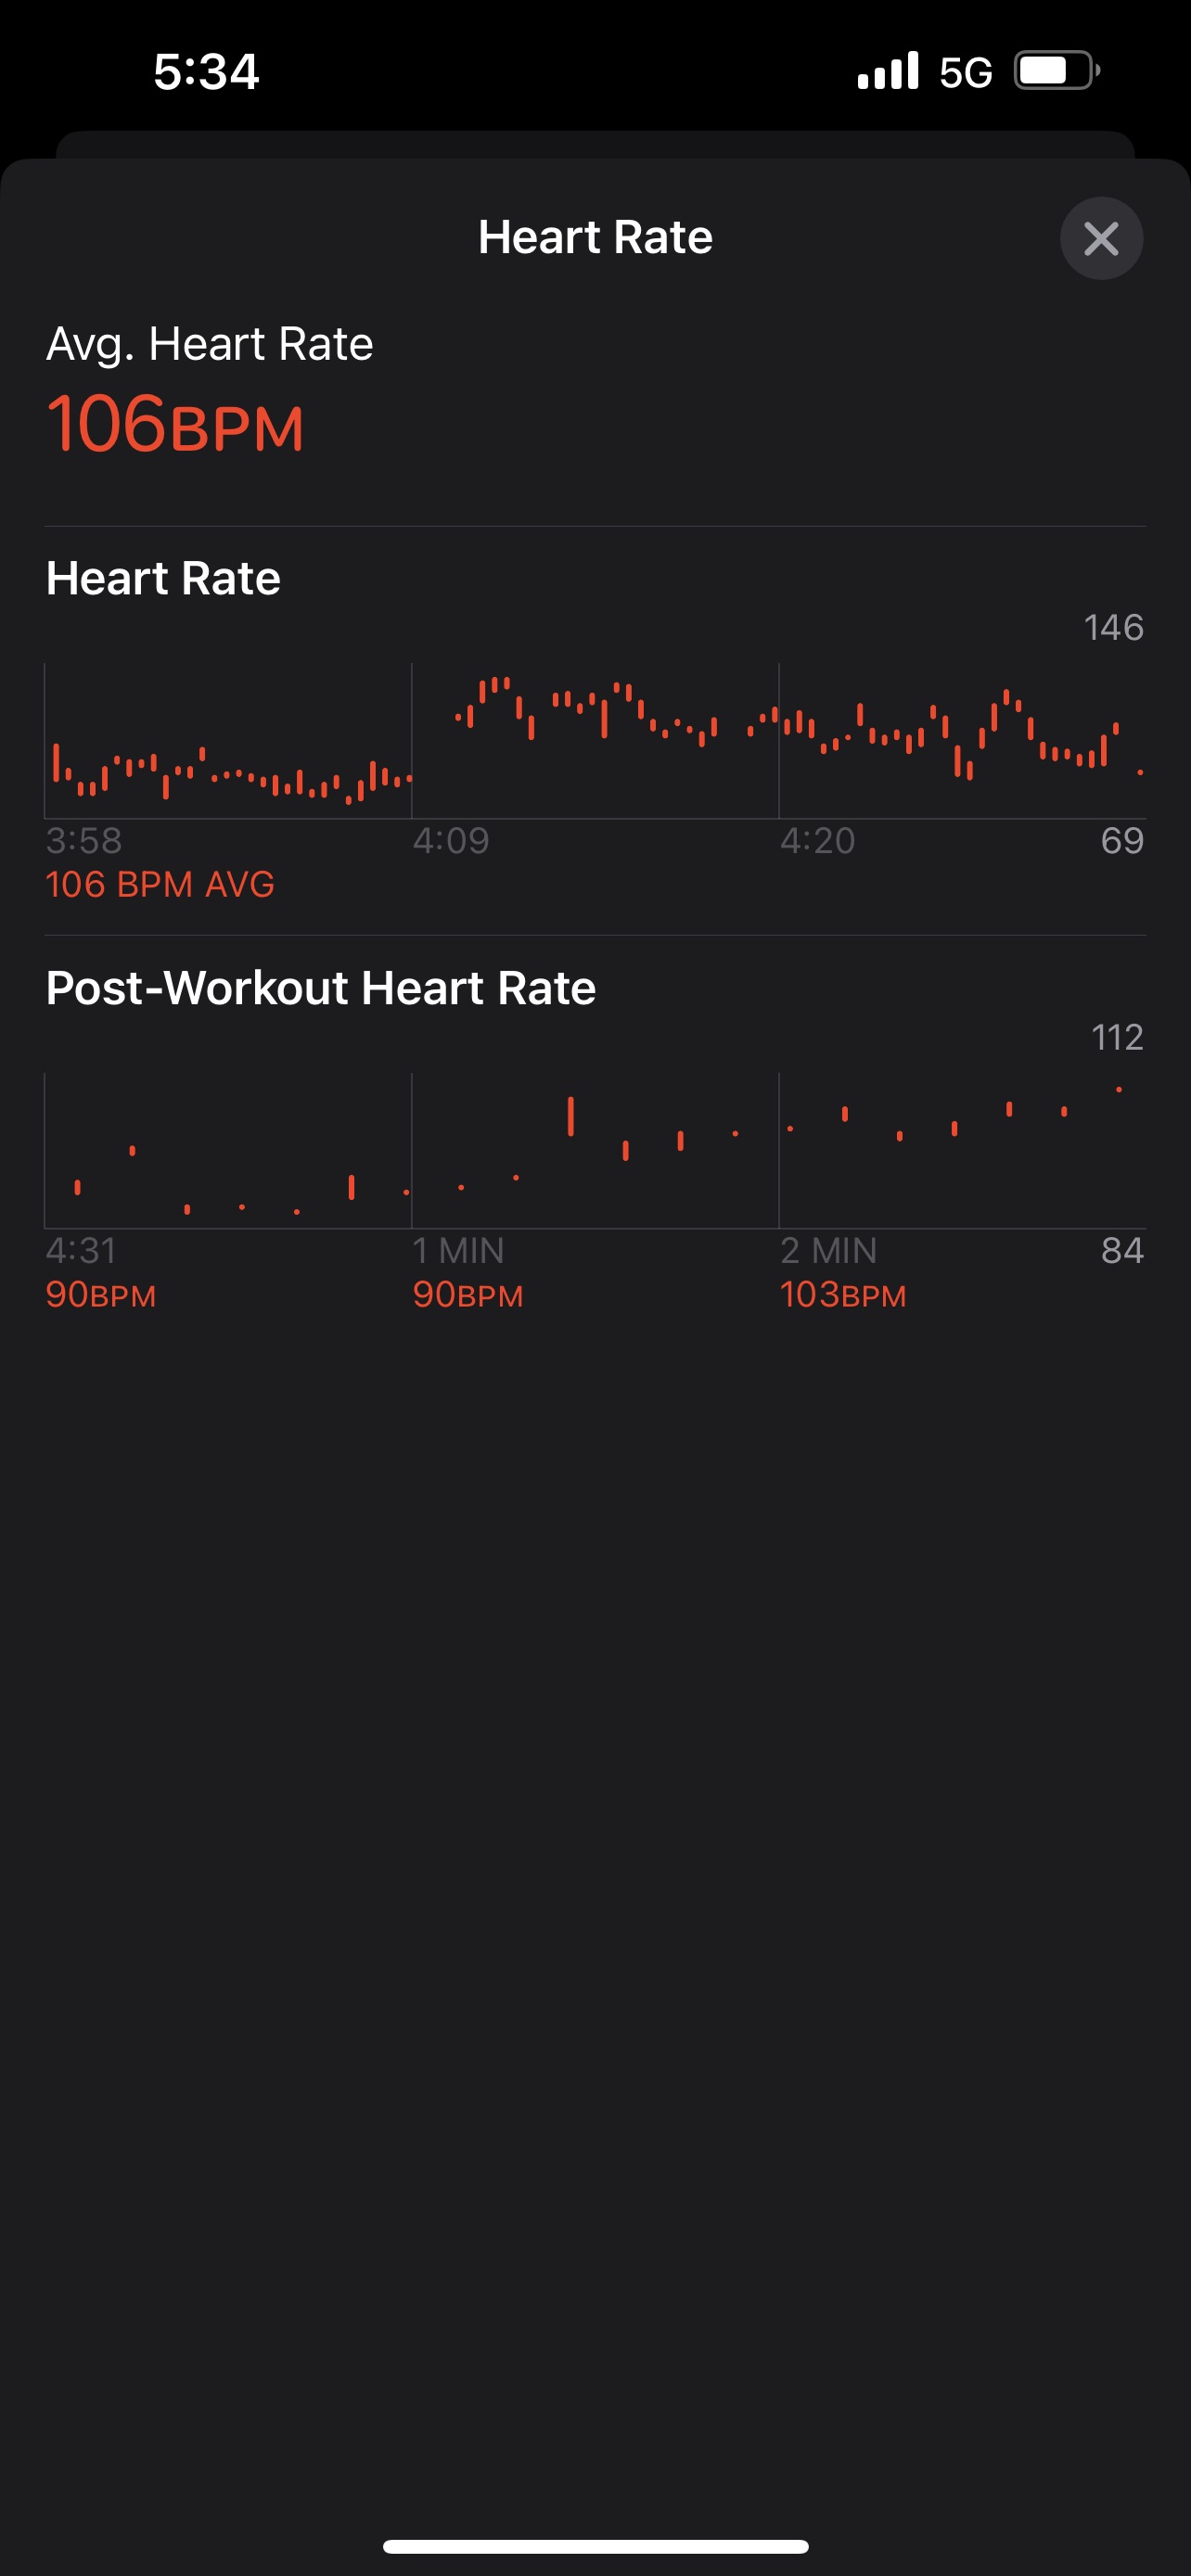 5:34 5G
Heart Rate
Avg. Heart Rate
106BPM
Heart Rate
146
3:58 4:09 4:20 69
106 BPM AVG
Post-Workout Heart Rate
112
4:31 1 MIN 2 MIN 84
90BPM 90BPM 103BPM